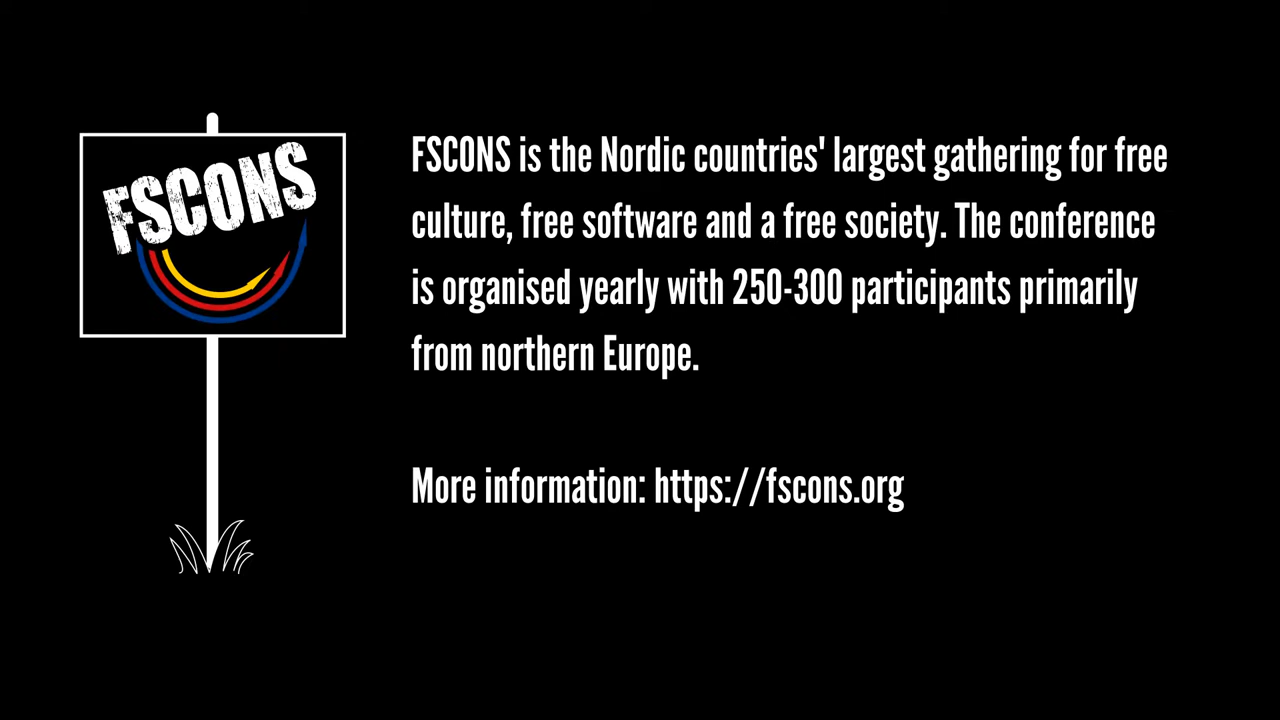 FSCONS
FSCONS is the Nordic countries' largest gathering for free
culture, free software and a free society. The conference
is organised yearly with 250-300 participants primarily
from northern Europe.
More information: https://fscons.org